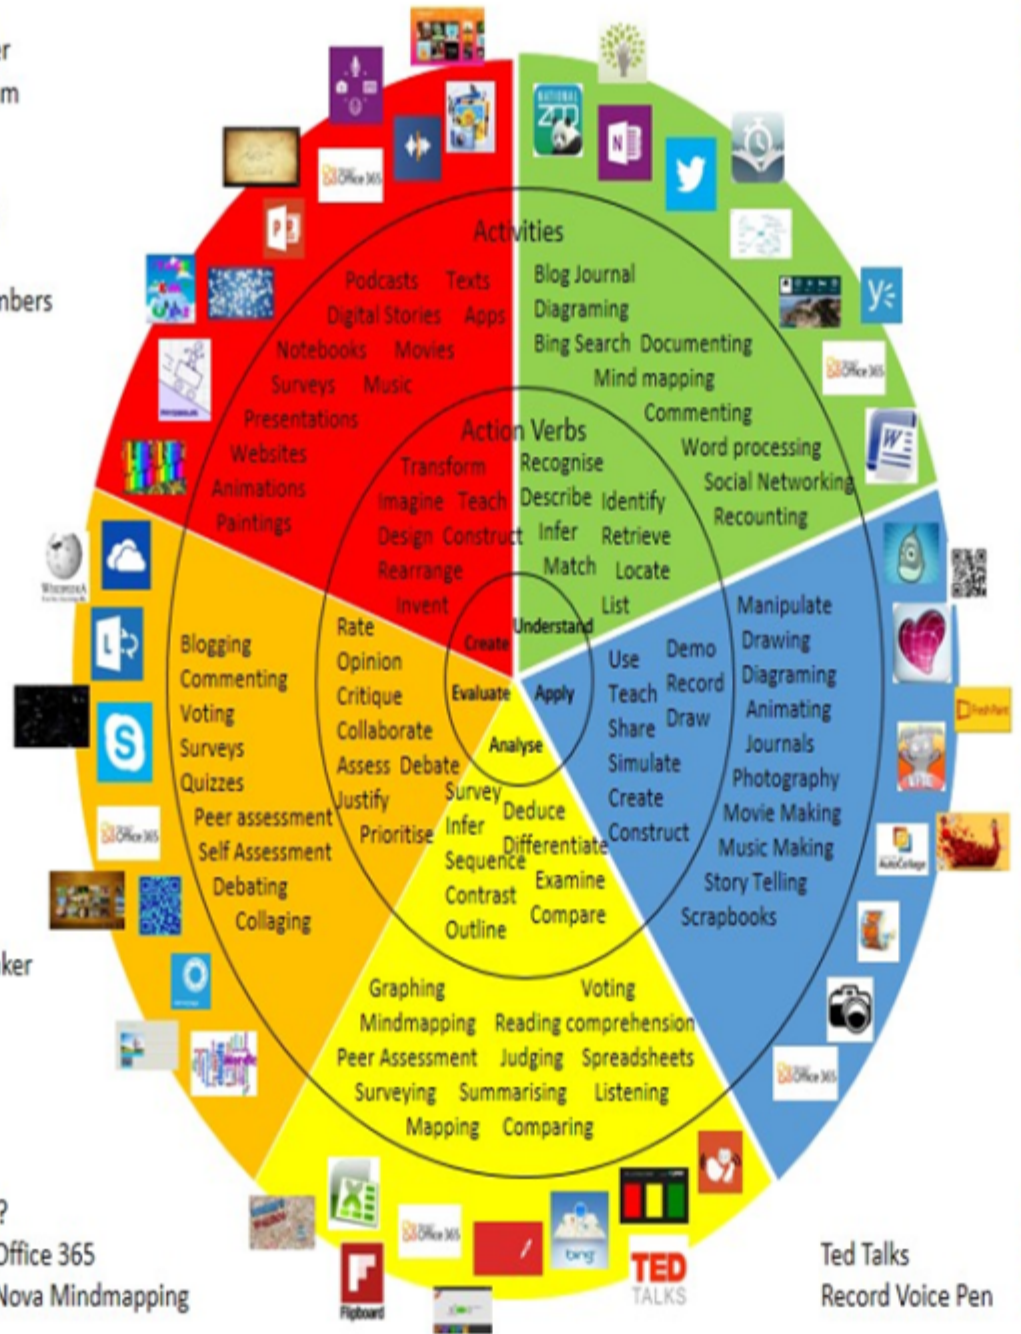 er
m
nbers
ker
?
Office 365
Nova Mindmapping
Ted Talks
Record Voice Pen
Activities
Podcasts Texts
Digital Stories Apps
Notebooks Movies
Surveys Music
Presentations
Websites
Animations
Paintings
Blog Journal
Diagraming
Bing Search Documenting
Mind mapping
Commenting
Word processing
Social Networking
Recounting
Action Verbs
Transform
Imagine Teach
Design Construct
Rearrange
Invent
Recognise
Describe Identify
Infer Retrieve
Match Locate
List
Create
Understand
Evaluate
Apply
Analyse
Rate
Opinion
Critique
Collaborate
Assess Debate
Justify
Prioritise
Blogging
Commenting
Voting
Surveys
Quizzes
Peer assessment
Self Assessment
Debating
Collaging
Use Demo
Teach Record
Share Draw
Simulate
Create
Construct
Manipulate
Drawing
Diagraming
Animating
Journals
Photography
Movie Making
Music Making
Story Telling
Scrapbooks
Survey Deduce
Infer Differentiate
Sequence Examine
Contrast Compare
Outline
Graphing Voting
Mindmapping Reading comprehension
Peer Assessment Judging Spreadsheets
Surveying Summarising Listening
Mapping Comparing
NATIONAL
ZOO
N
Office 365
P
y
Office 365
W
WIKIPEDIA
L
S
Office 365
Wordle
FreshPaint
AutoCollage
Office 365
X
Office 365
Flipboard
bing
TED
TALKS